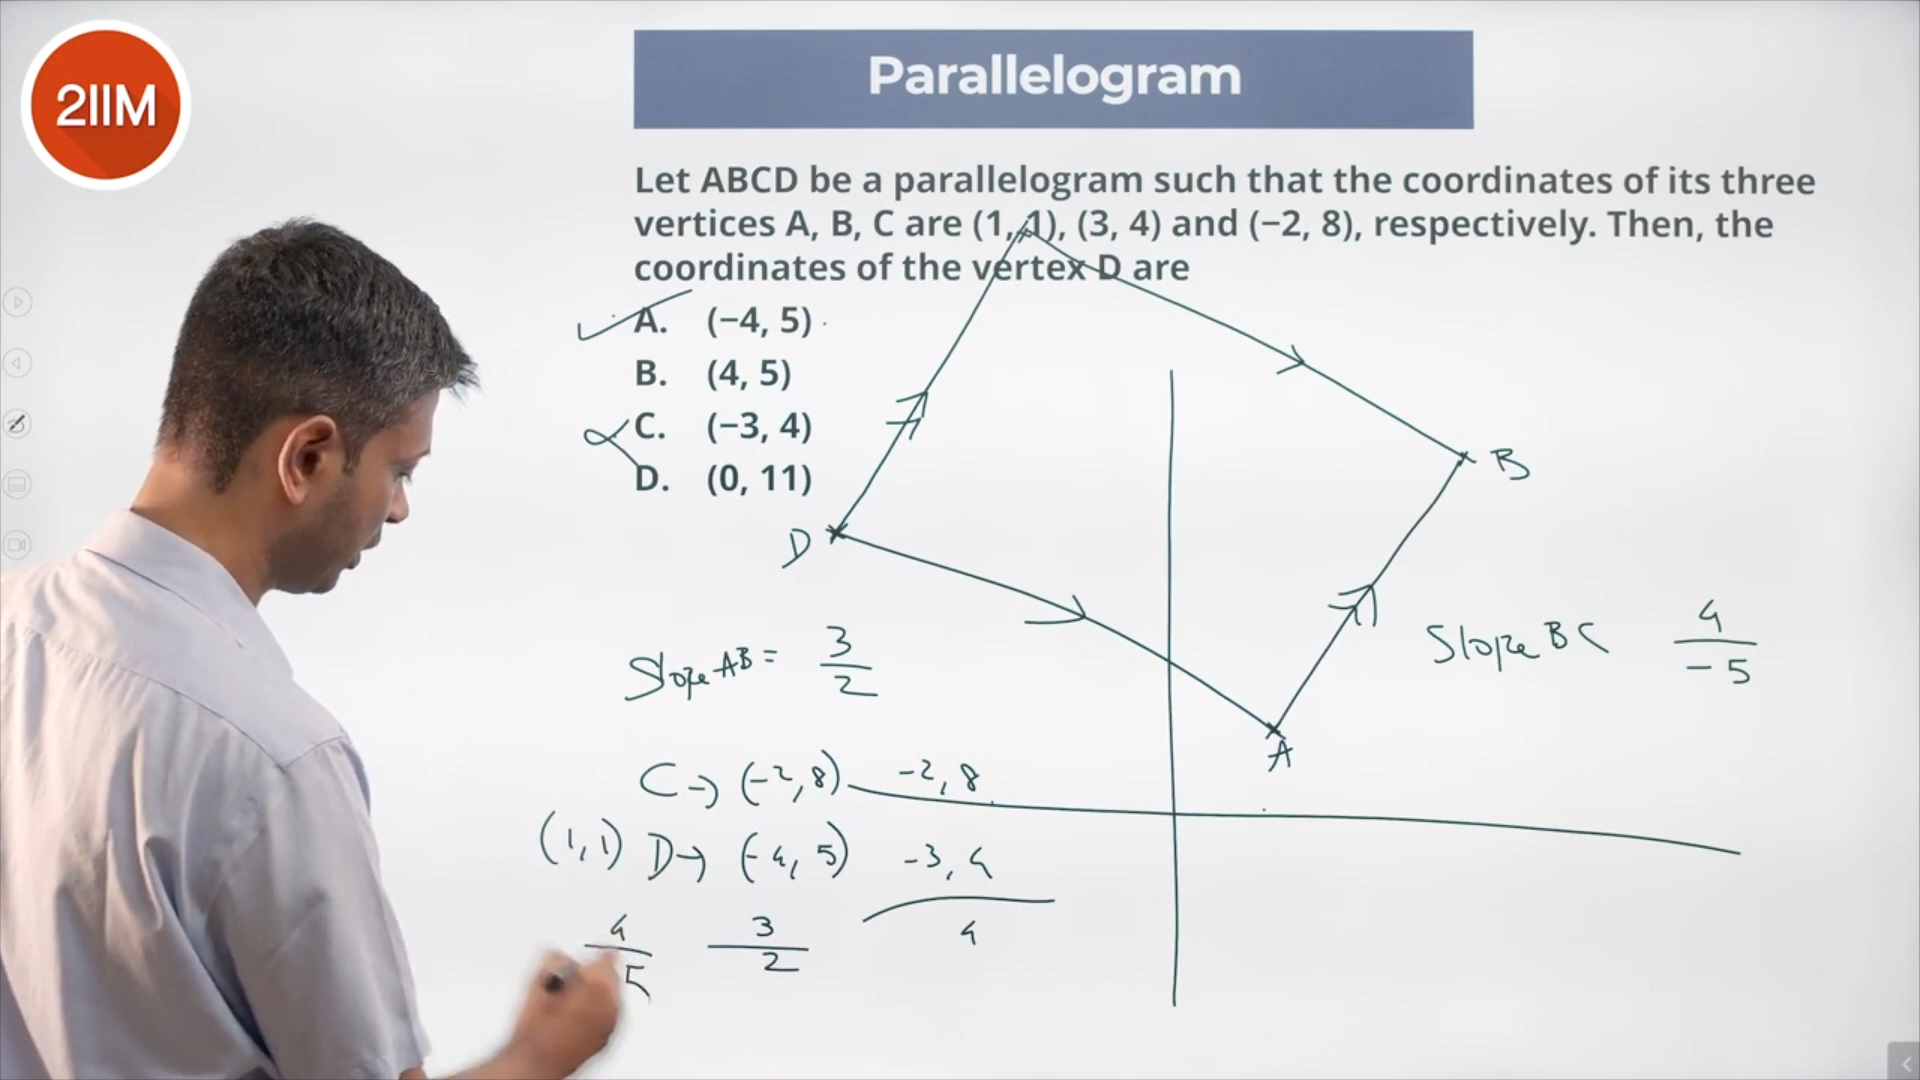 2IIM
Parallelogram
Let ABCD be a parallelogram such that the coordinates of its three
vertices A, B, C are (1, 1), (3, 4) and (−2, 8), respectively. Then, the
coordinates of the vertex D are
A. (−4, 5)
B. (4, 5)
C. (−3, 4)
D. (0, 11)
B
D
A
Slope AB = 3/2
Slope BC 4/-5
C → (-2, 8) -2, 8
(1, 1) D → (-4, 5) -3, 4
4/5 3/2 4